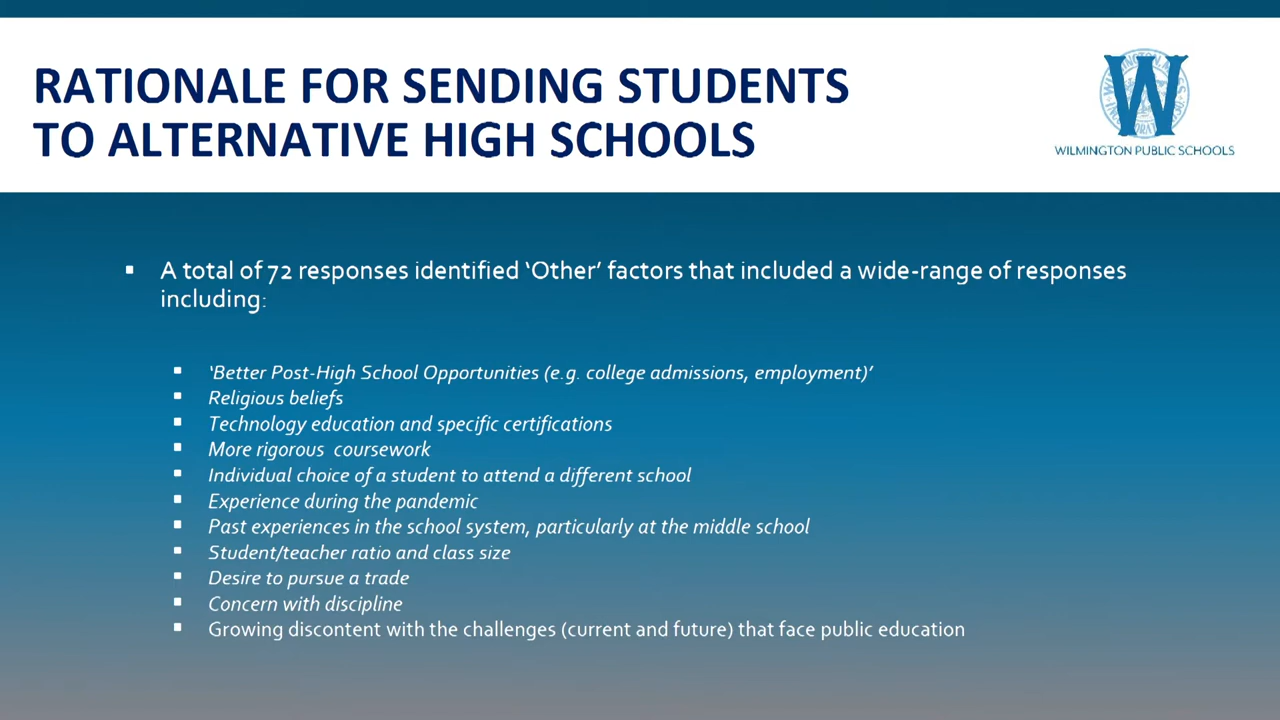 RATIONALE FOR SENDING STUDENTS
TO ALTERNATIVE HIGH SCHOOLS
W
WILMINGTON PUBLIC SCHOOLS
▪ A total of 72 responses identified ‘Other’ factors that included a wide-range of responses
including:
▪ ‘Better Post-High School Opportunities (e.g. college admissions, employment)’
▪ Religious beliefs
▪ Technology education and specific certifications
▪ More rigorous  coursework
▪ Individual choice of a student to attend a different school
▪ Experience during the pandemic
▪ Past experiences in the school system, particularly at the middle school
▪ Student/teacher ratio and class size
▪ Desire to pursue a trade
▪ Concern with discipline
▪ Growing discontent with the challenges (current and future) that face public education